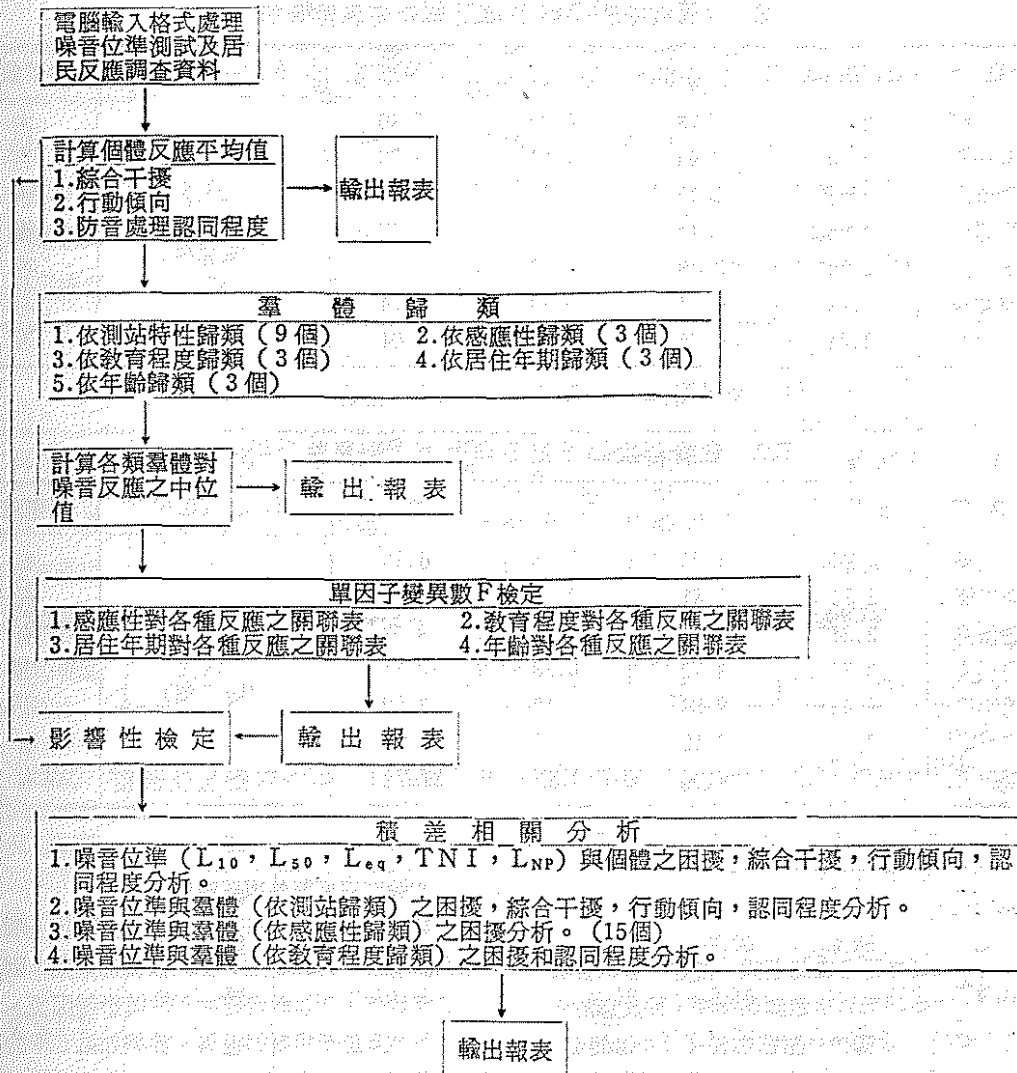 電腦輸入格式處理
噪音位準測試及居
民反應調查資料
計算個體反應平均值
1.綜合干擾
2.行動傾向
3.防音處理認同程度
輸出報表
羣體歸類
1.依測站特性歸類（9個） 2.依感應性歸類（3個）
3.依敎育程度歸類（3個） 4.依居住年期歸類（3個）
5.依年齡歸類（3個）
計算各類羣體對
噪音反應之中位
值
輸出報表
單因子變異數F檢定
1.感應性對各種反應之關聯表 2.敎育程度對各種反應之關聯表
3.居住年期對各種反應之關聯表 4.年齡對各種反應之關聯表
影響性檢定
輸出報表
積差相關分析
1.噪音位準（L10，L50，Leq，TNI，LNP）與個體之困擾，綜合干擾，行動傾向，認
同程度分析。
2.噪音位準與羣體（依測站歸類）之困擾，綜合干擾，行動傾向，認同程度分析。
3.噪音位準與羣體（依感應性歸類）之困擾分析。（15個）
4.噪音位準與羣體（依敎育程度歸類）之困擾和認同程度分析。
輸出報表